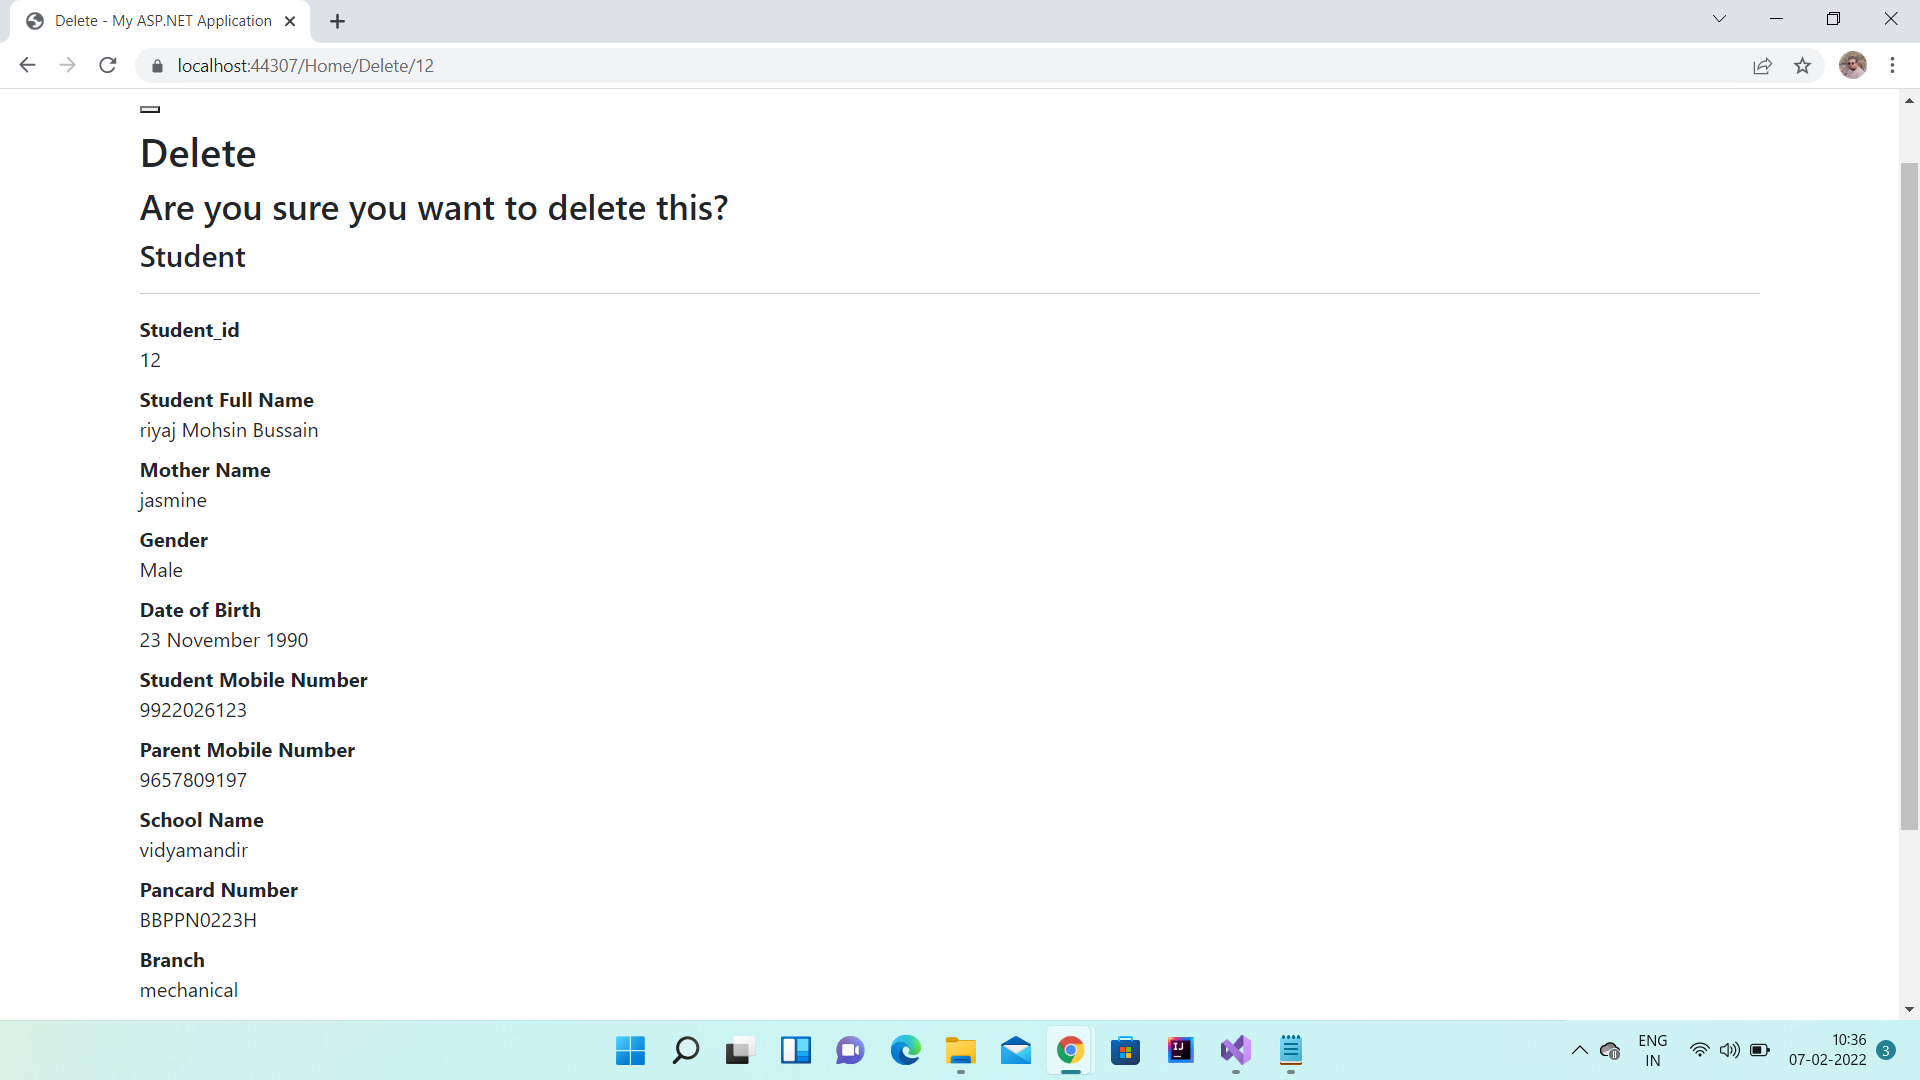 Delete - My ASP.NET Application
localhost:44307/Home/Delete/12
Delete
Are you sure you want to delete this?
Student
Student_id
12
Student Full Name
riyaj Mohsin Bussain
Mother Name
jasmine
Gender
Male
Date of Birth
23 November 1990
Student Mobile Number
9922026123
Parent Mobile Number
9657809197
School Name
vidyamandir
Pancard Number
BBPPN0223H
Branch
mechanical
IJ
ENG
IN
10:36
07-02-2022
3